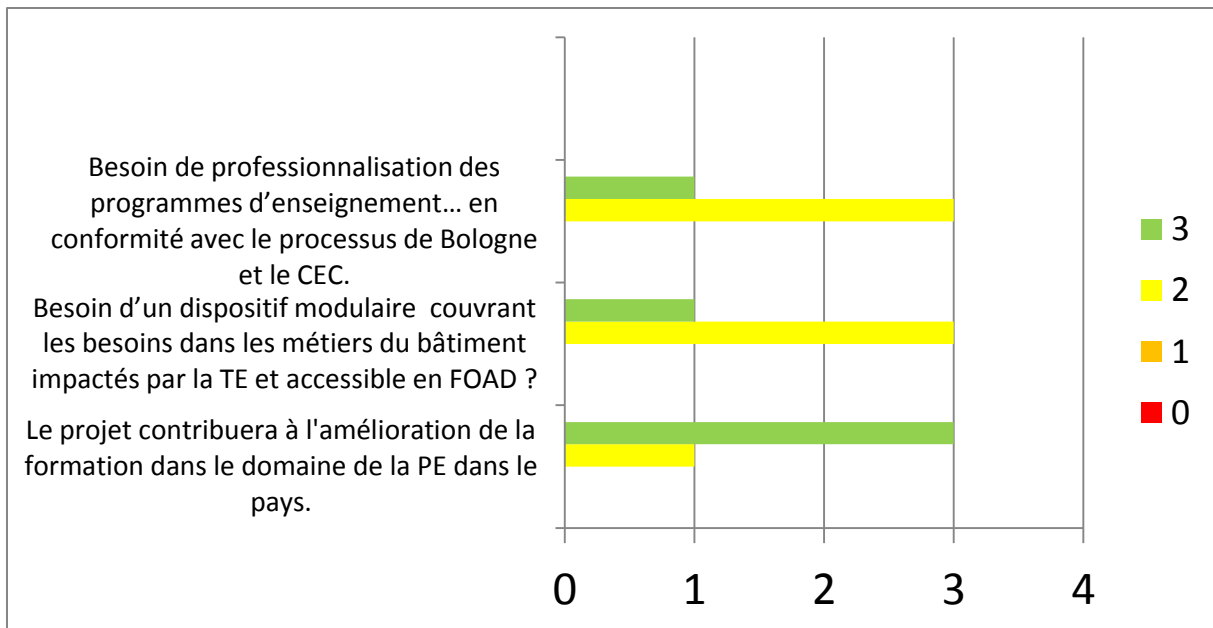 Besoin de professionnalisation des
programmes d’enseignement… en
conformité avec le processus de Bologne
et le CEC.
Besoin d’un dispositif modulaire  couvrant
les besoins dans les métiers du bâtiment
impactés par la TE et accessible en FOAD ?
Le projet contribuera à l'amélioration de la
formation dans le domaine de la PE dans le
pays.
0 1 2 3 4
3
2
1
0